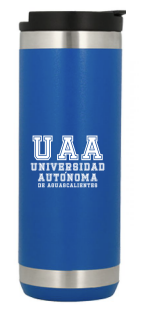 UAA
UNIVERSIDAD
AUTÓNOMA
DE AGUASCALIENTES